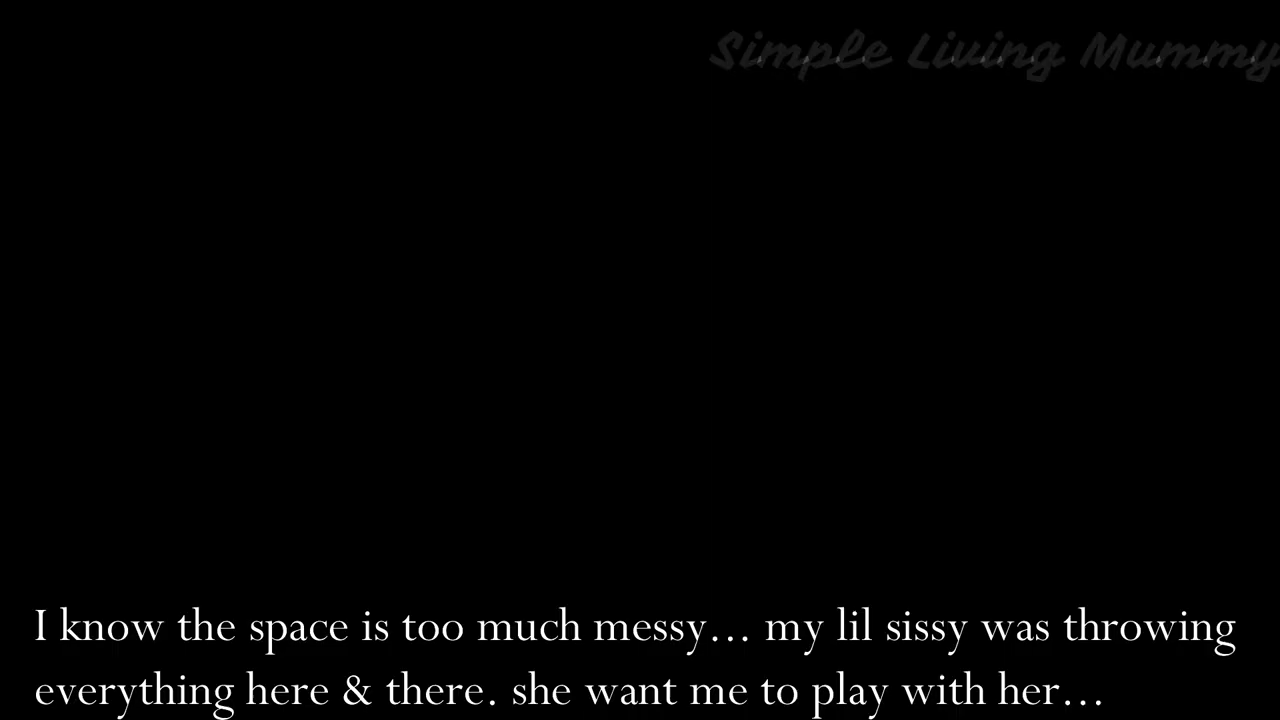 Simple Living Mummy
I know the space is too much messy... my lil sissy was throwing
everything here & there. she want me to play with her...